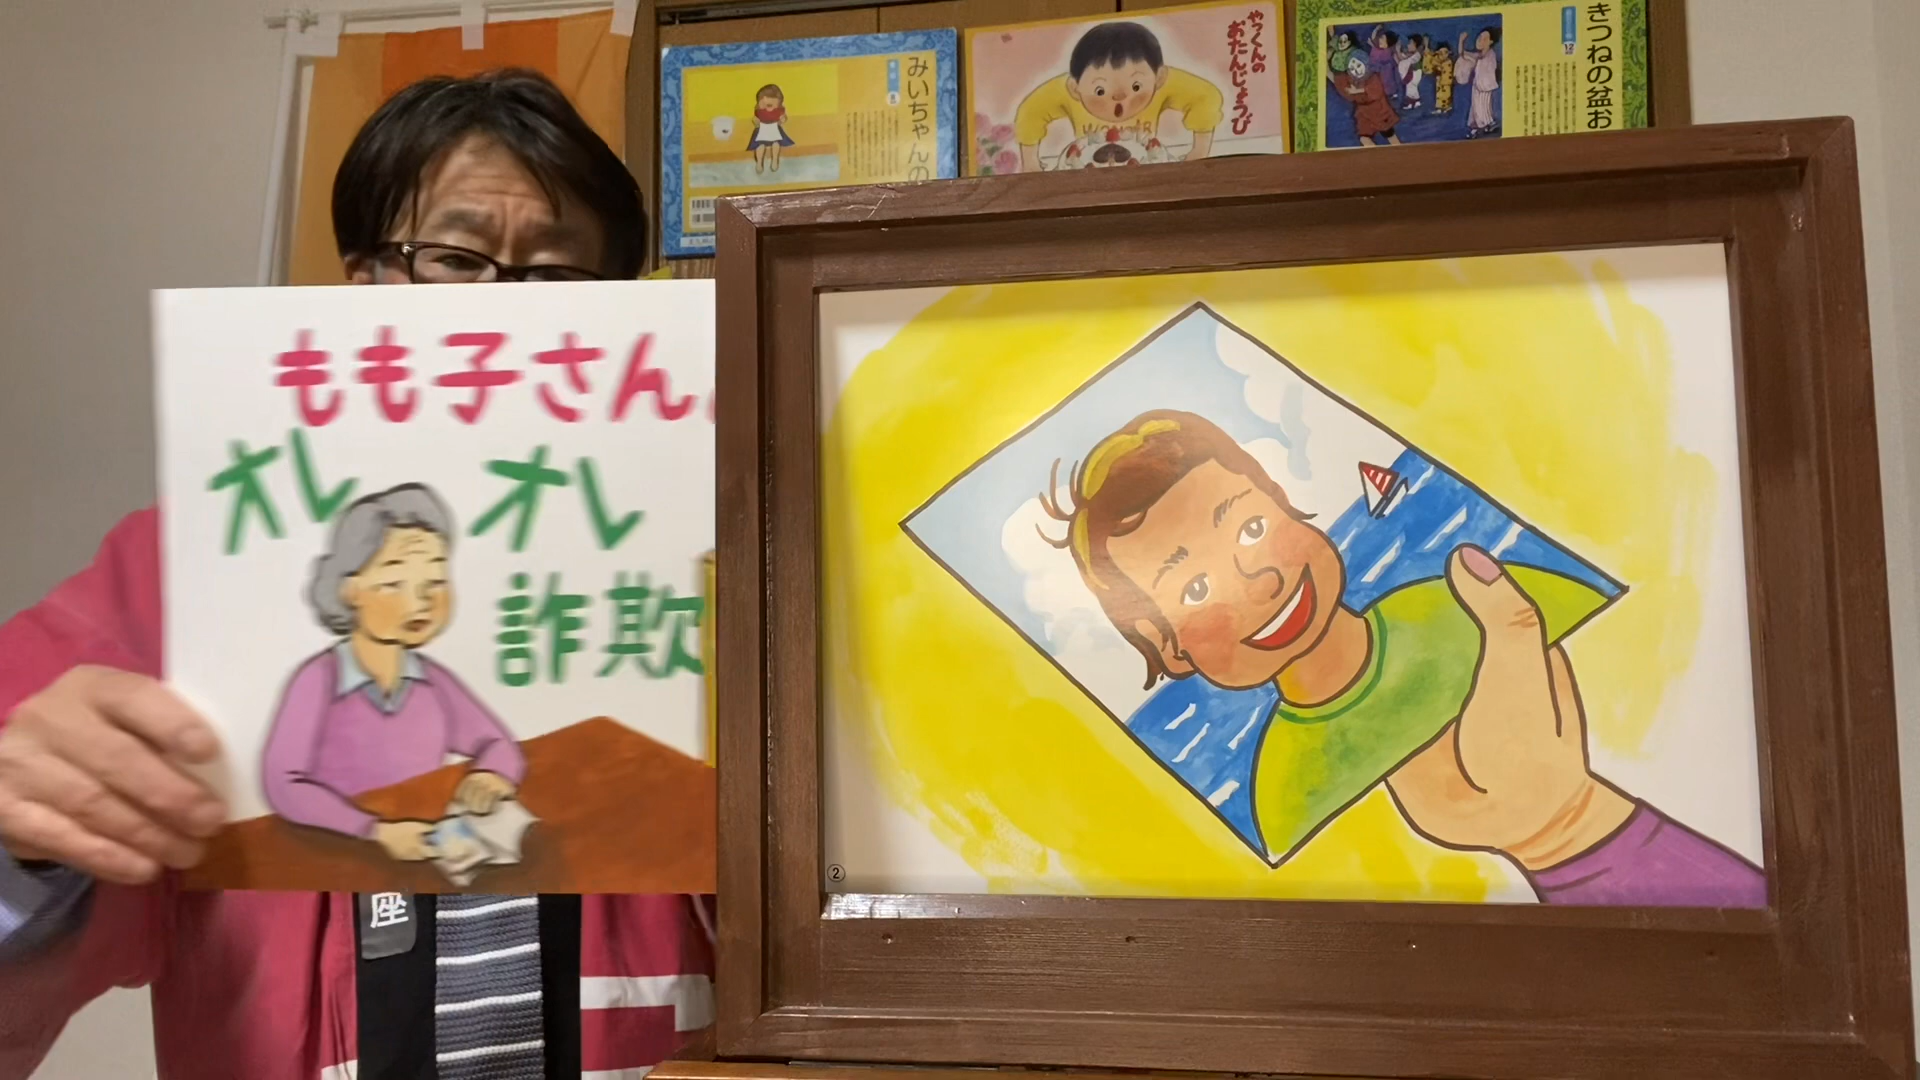 みいちゃんの
やっくんの
おたんじょうび
きつねの盆お
12
もも子さん
オレ オレ
詐欺
②
座